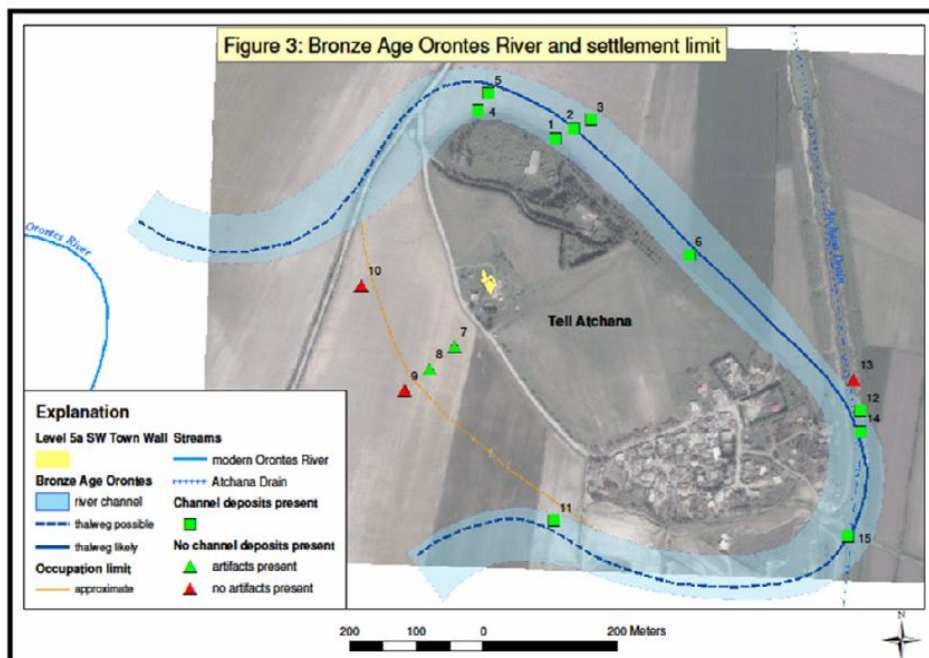 Figure 3: Bronze Age Orontes River and settlement limit
5
4
1
2
3
6
Orontes River
Atchana Drain
10
Tell Atchana
7
8
9
13
12
14
11
15
Explanation
Level 5a SW Town Wall
Bronze Age Orontes
river channel
thalweg possible
thalweg likely
Occupation limit
approximate
Streams
modern Orontes River
Atchana Drain
Channel deposits present
No channel deposits present
artifacts present
no artifacts present
200 100 0 200 Meters
N